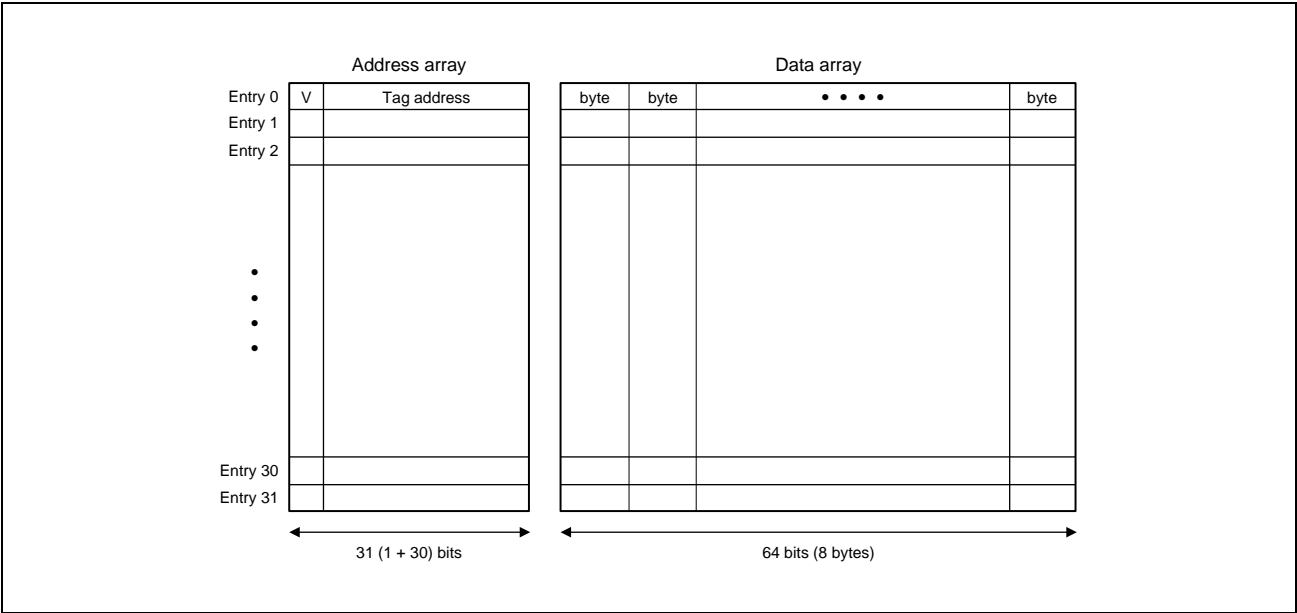 Address array
Data array
Entry 0
V
Tag address
byte
byte
• • • •
byte
Entry 1
Entry 2
Entry 30
Entry 31
31 (1 + 30) bits
64 bits (8 bytes)